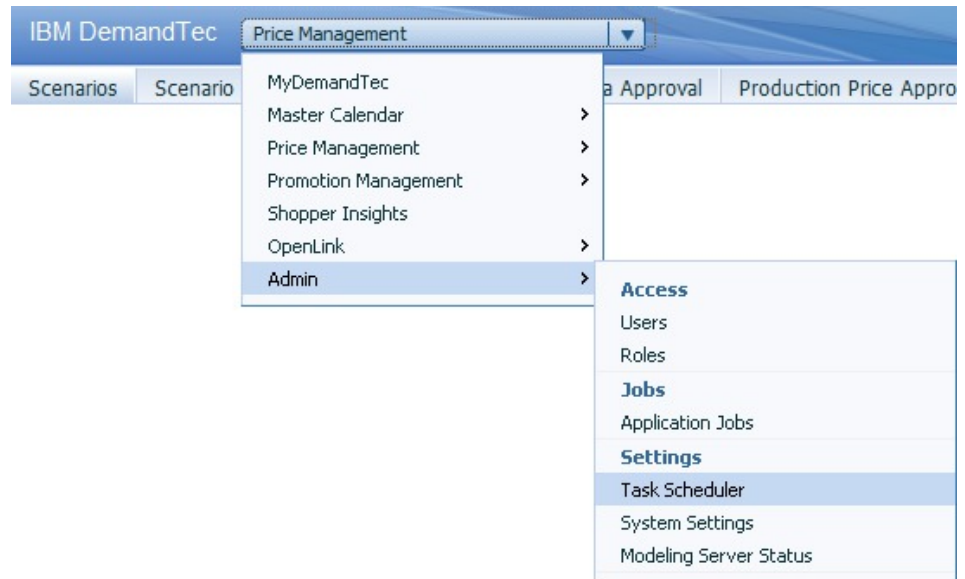 IBM DemandTec Price Management
Scenarios Scenario a Approval Production Price Appro
MyDemandTec
Master Calendar
Price Management
Promotion Management
Shopper Insights
OpenLink
Admin
Access
Users
Roles
Jobs
Application Jobs
Settings
Task Scheduler
System Settings
Modeling Server Status